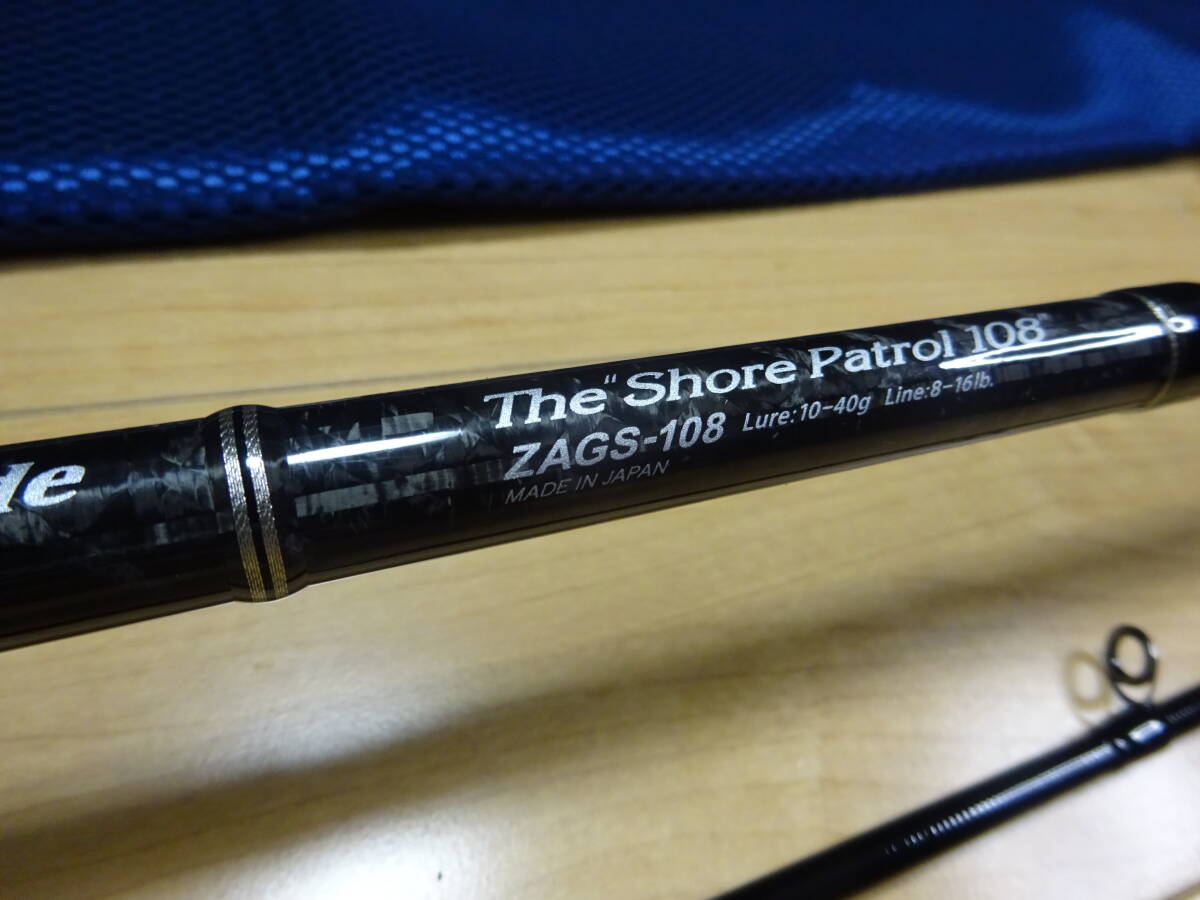 The "Shore Patrol 108"
ZAGS-108 Lure:10-40g Line:8-16lb.
MADE IN JAPAN